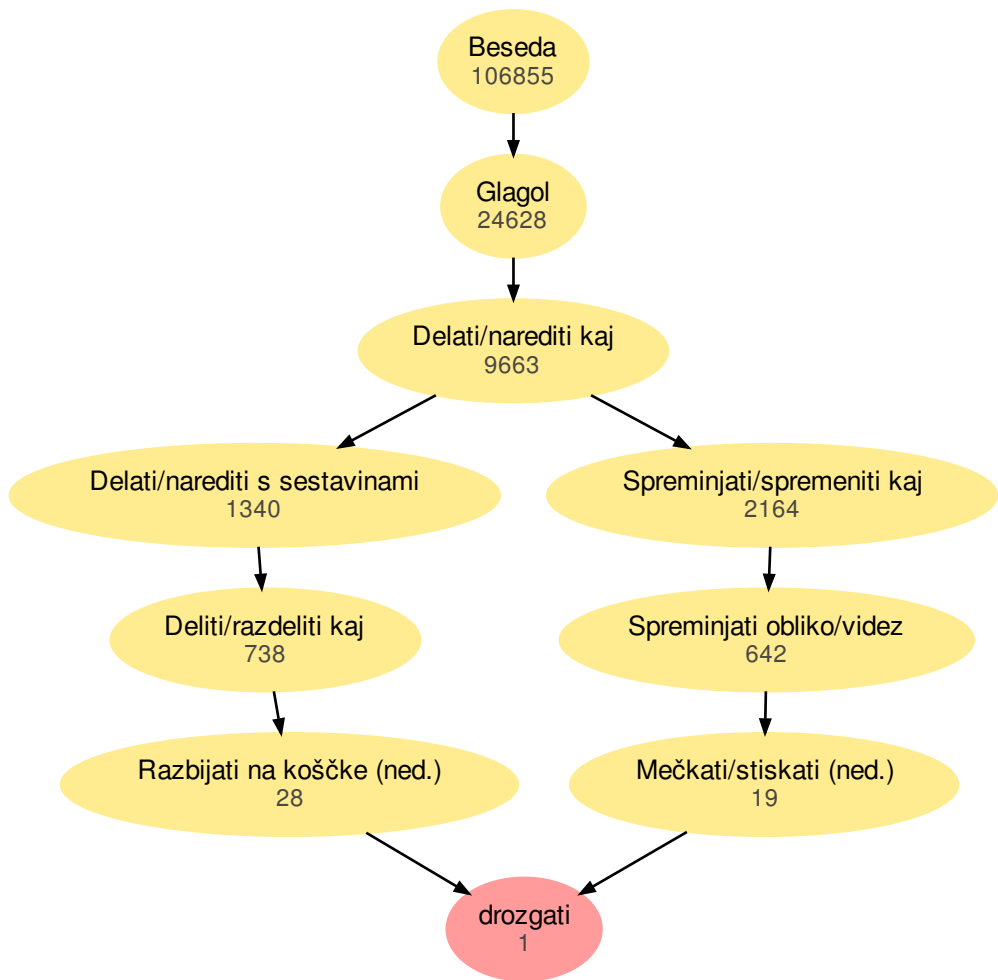 Beseda
106855
Glagol
24628
Delati/narediti kaj
9663
Delati/narediti s sestavinami
1340
Spreminjati/spremeniti kaj
2164
Deliti/razdeliti kaj
738
Spreminjati obliko/videz
642
Razbijati na koščke (ned.)
28
Mečkati/stiskati (ned.)
19
drozgati
1